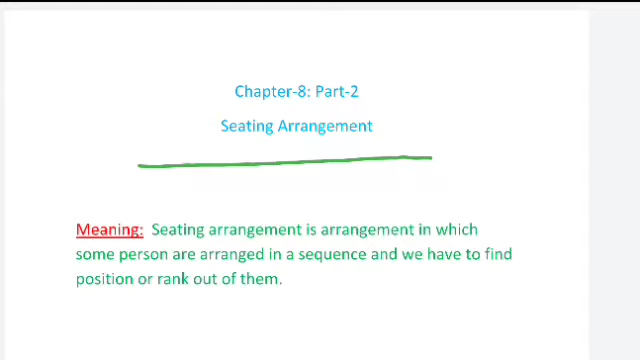 Chapter-8: Part-2
Seating Arrangement
Meaning: Seating arrangement is arrangement in which
some person are arranged in a sequence and we have to find
position or rank out of them.